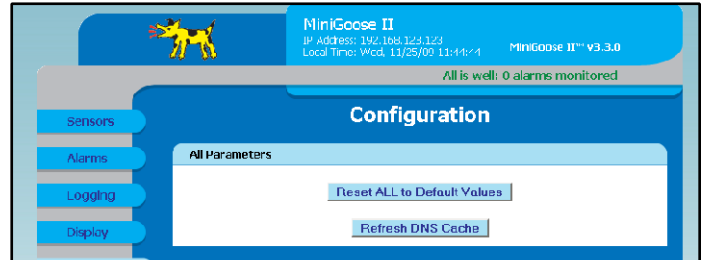 MiniGoose II
IP Address: 192.168.123.123
Local Time: Wed, 11/25/09 11:44:44
MiniGoose II™ v3.3.0
All is well: 0 alarms monitored
Configuration
Sensors
Alarms
Logging
Display
All Parameters
Reset ALL to Default Values
Refresh DNS Cache